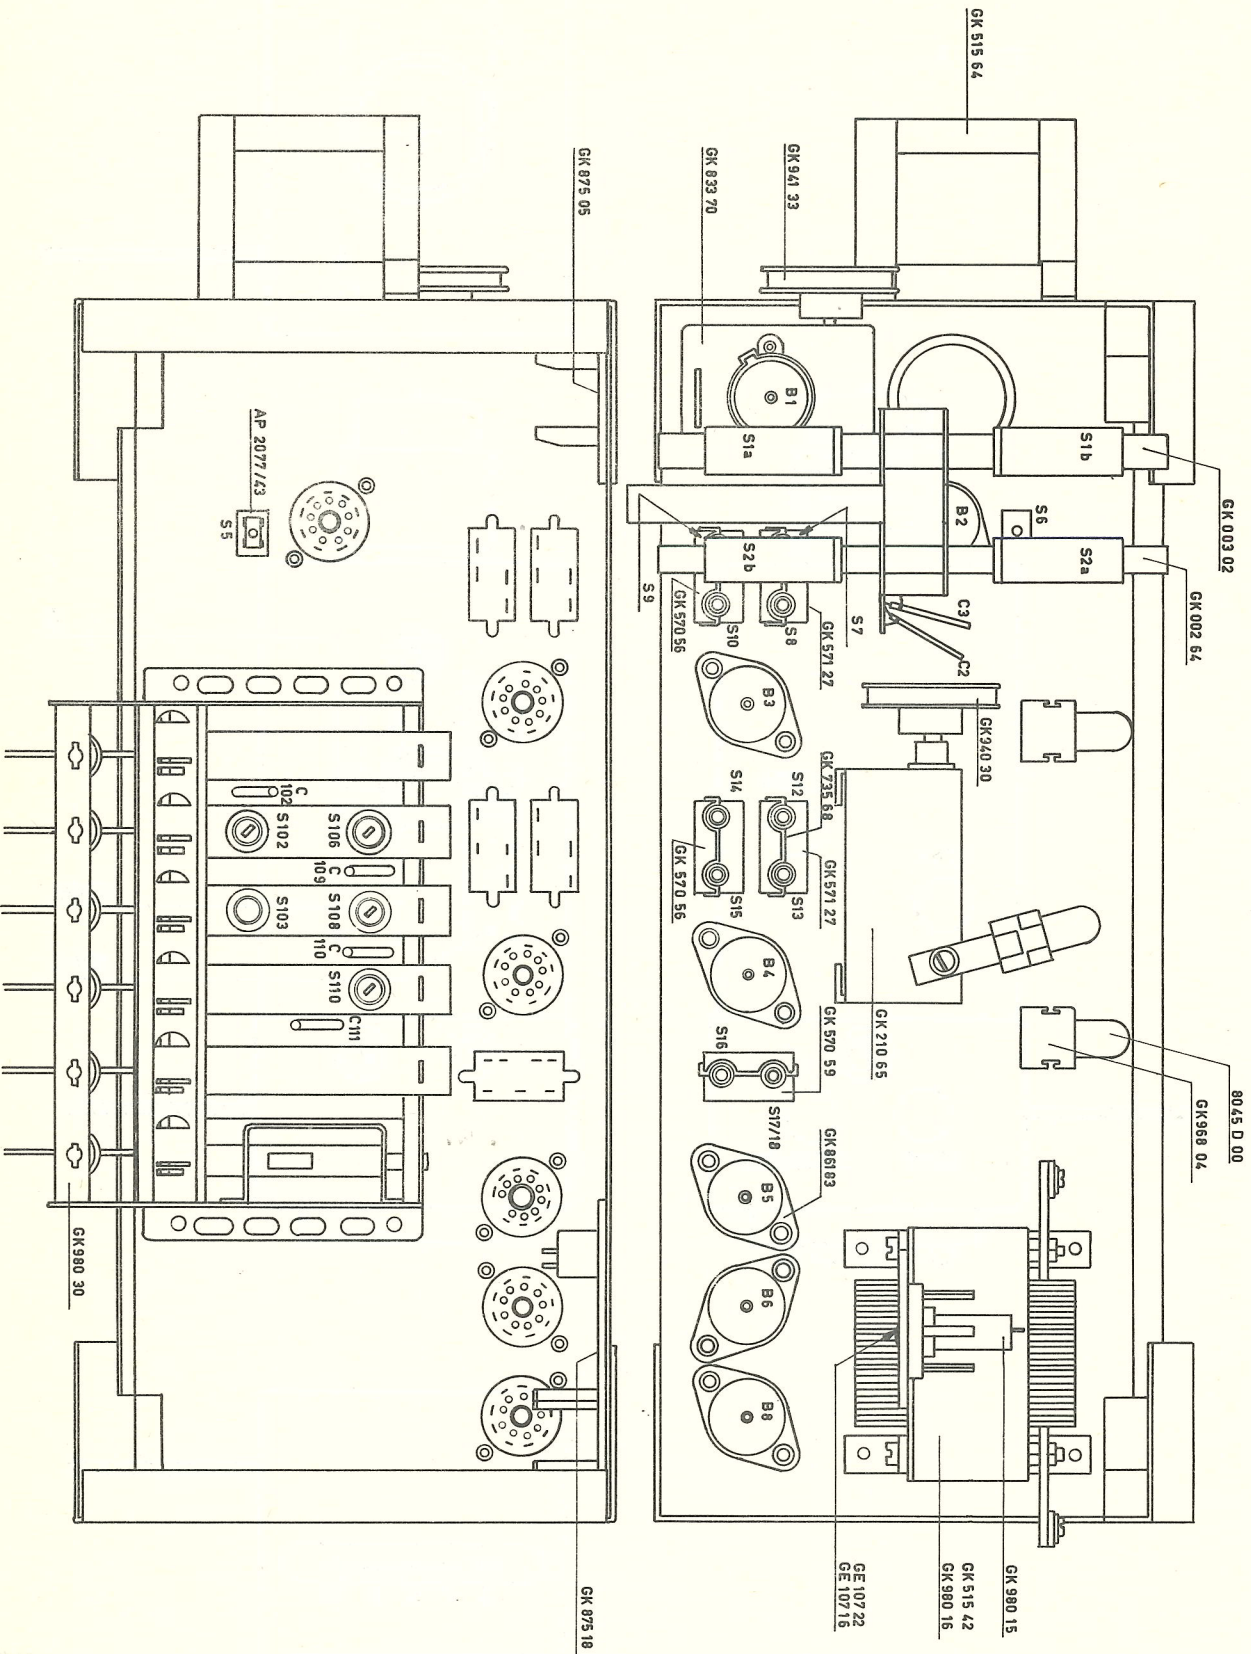 GK 515 64
GK 941 33
GK 833 70
GK 875 05
B1
S1a
S1b
GK 003 02
B2
S6
S2b
S2a
GK 002 64
S9
GK 570 56
S10
S8
GK 571 27
S7
C3
C2
AP 2077/43
S5
B3
GK 940 30
S14
S12
GK 735 68
GK 570 56
S15
S13
GK 571 27
B4
GK 210 65
S16
GK 570 59
S17/18
GK 861 83
8045 D 00
GK 968 04
B5
B6
B8
C
102
S102
S106
C
109
S103
S108
C
110
S110
C111
GK 980 30
GK 980 15
GK 515 42
GK 980 16
GE 107 22
GE 107 16
GK 875 18